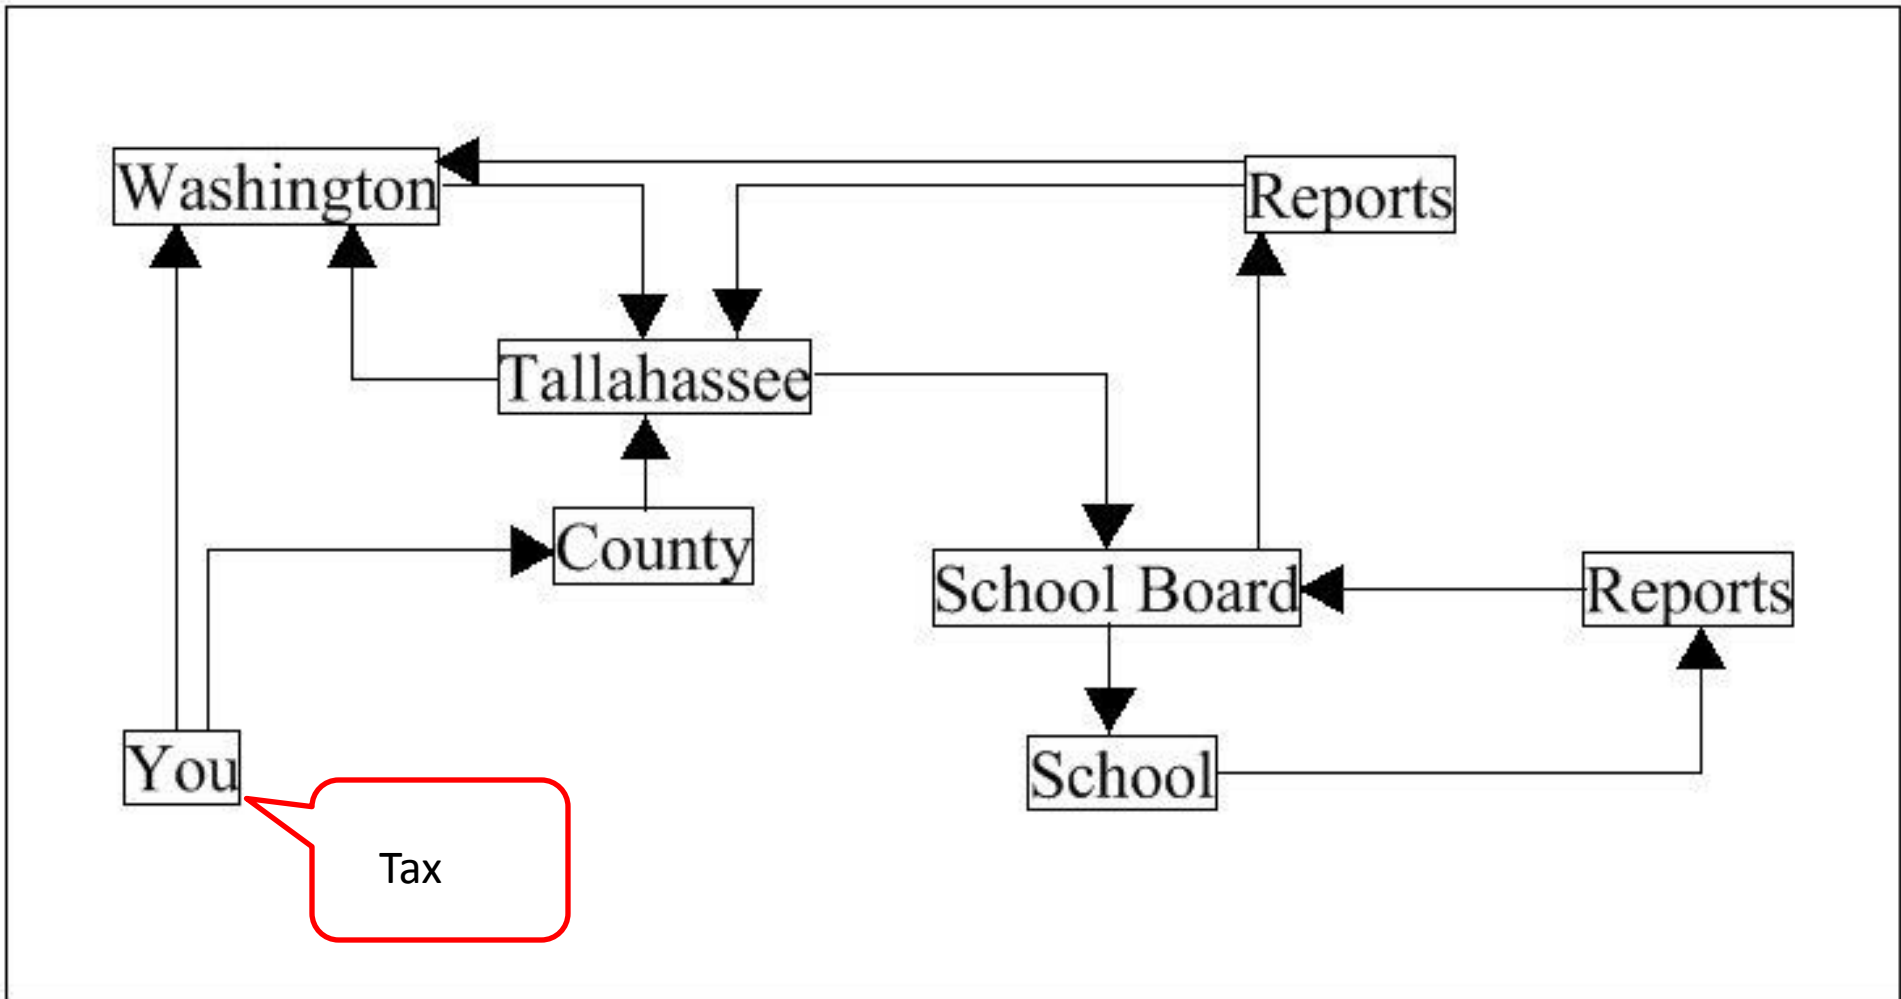 Washington
Reports
Tallahassee
County
School Board
Reports
You
School
Tax